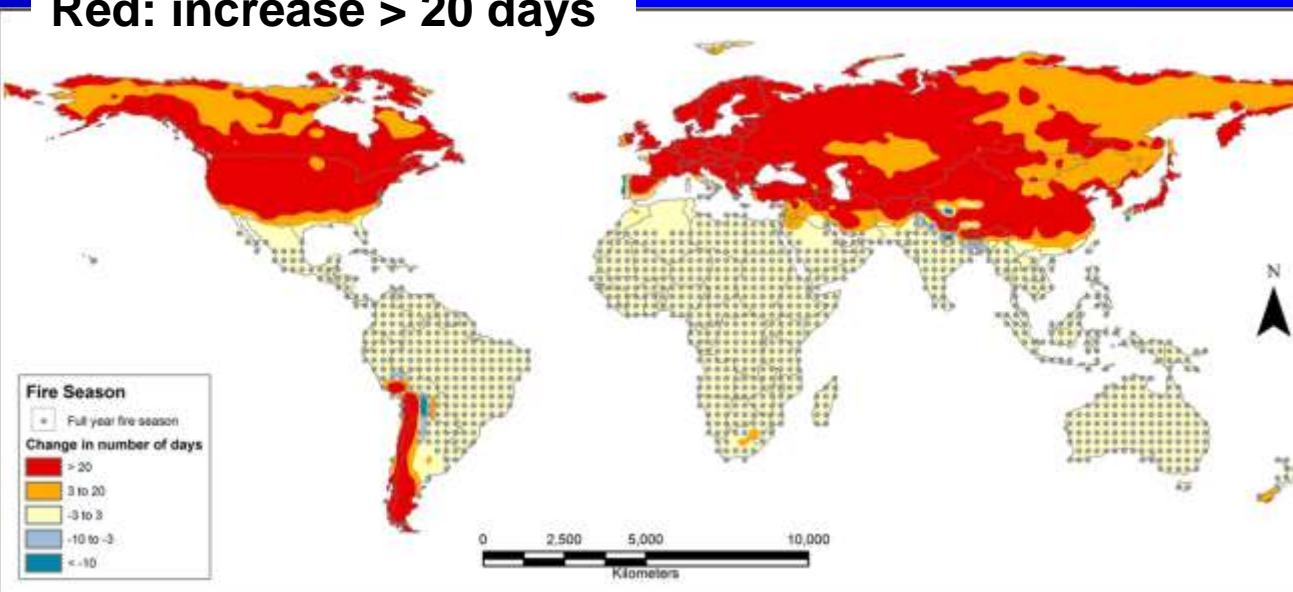 Red: increase > 20 days
N
Fire Season
Full year fire season
Change in number of days
> 20
3 to 20
-3 to 3
-10 to -3
< -10
0 2,500 5,000 10,000
Kilometers